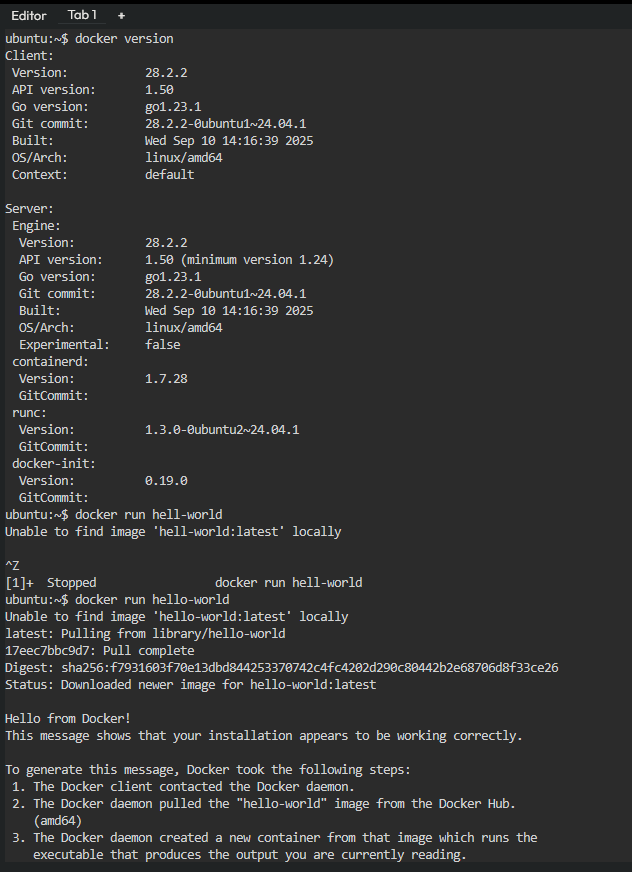 Editor Tab 1 +
ubuntu:~$ docker version
Client:
 Version:           28.2.2
 API version:       1.50
 Go version:        go1.23.1
 Git commit:        28.2.2-0ubuntu1~24.04.1
 Built:             Wed Sep 10 14:16:39 2025
 OS/Arch:           linux/amd64
 Context:           default

Server:
 Engine:
  Version:          28.2.2
  API version:      1.50 (minimum version 1.24)
  Go version:       go1.23.1
  Git commit:       28.2.2-0ubuntu1~24.04.1
  Built:            Wed Sep 10 14:16:39 2025
  OS/Arch:          linux/amd64
  Experimental:     false
 containerd:
  Version:          1.7.28
  GitCommit:
 runc:
  Version:          1.3.0-0ubuntu2~24.04.1
  GitCommit:
 docker-init:
  Version:          0.19.0
  GitCommit:
ubuntu:~$ docker run hell-world
Unable to find image 'hell-world:latest' locally

^Z
[1]+  Stopped                 docker run hell-world
ubuntu:~$ docker run hello-world
Unable to find image 'hello-world:latest' locally
latest: Pulling from library/hello-world
17eec7bbc9d7: Pull complete
Digest: sha256:f7931603f70e13dbd844253370742c4fc4202d290c80442b2e68706d8f33ce26
Status: Downloaded newer image for hello-world:latest

Hello from Docker!
This message shows that your installation appears to be working correctly.

To generate this message, Docker took the following steps:
 1. The Docker client contacted the Docker daemon.
 2. The Docker daemon pulled the "hello-world" image from the Docker Hub.
    (amd64)
 3. The Docker daemon created a new container from that image which runs the
    executable that produces the output you are currently reading.